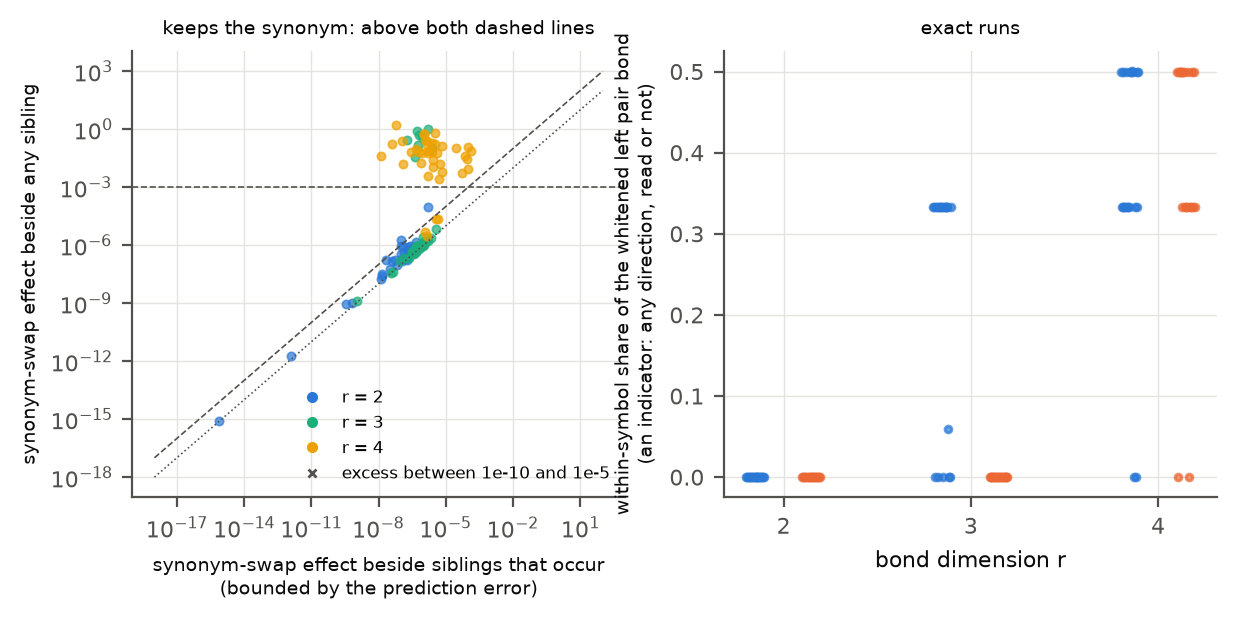 keeps the synonym: above both dashed lines
synonym-swap effect beside any sibling
10^3
10^0
10^-3
10^-6
10^-9
10^-12
10^-15
10^-18
r = 2
r = 3
r = 4
excess between 1e-10 and 1e-5
10^-17 10^-14 10^-11 10^-8 10^-5 10^-2 10^1
synonym-swap effect beside siblings that occur
(bounded by the prediction error)
exact runs
within-symbol share of the whitened left pair bond
(an indicator: any direction, read or not)
0.5
0.4
0.3
0.2
0.1
0.0
2 3 4
bond dimension r